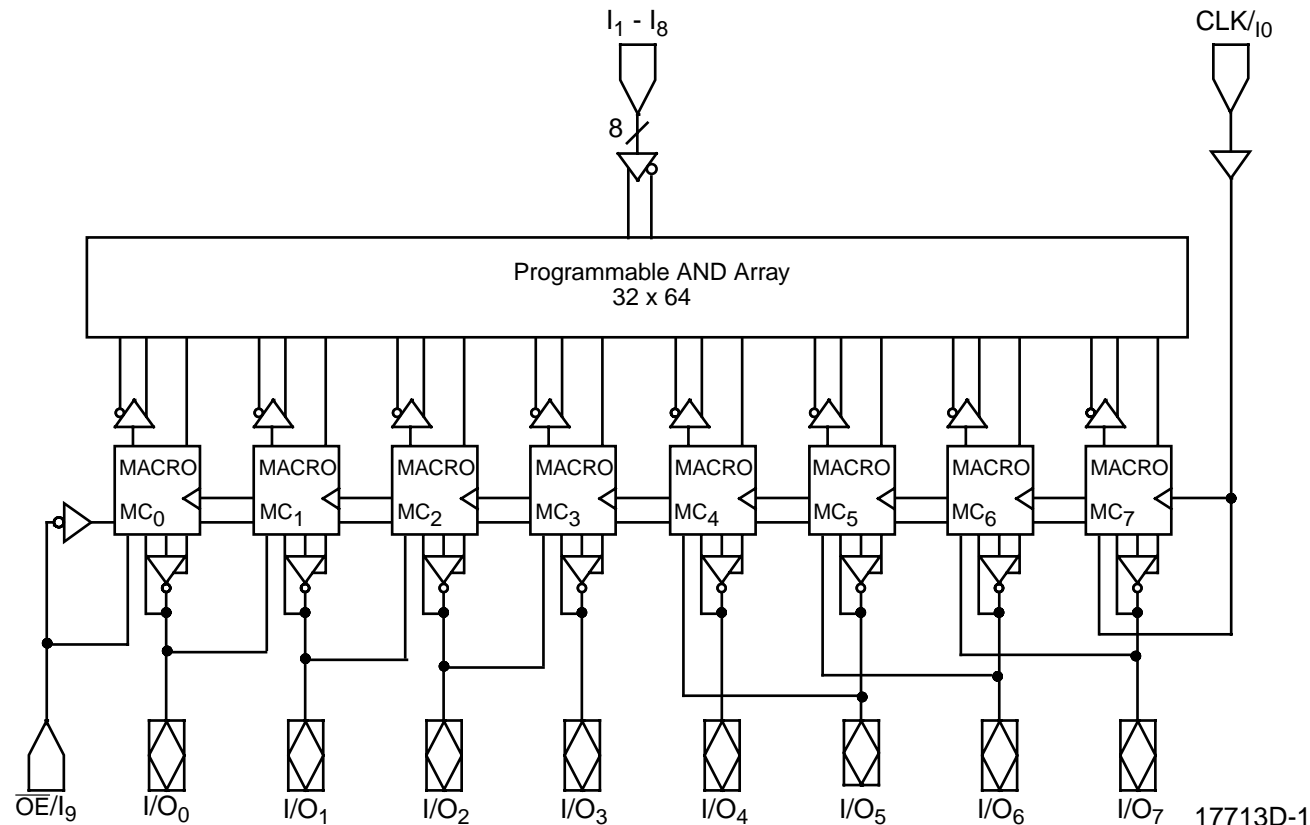 I1 - I8
CLK/I0
8
Programmable AND Array
32 x 64
MACRO MACRO MACRO MACRO MACRO MACRO MACRO MACRO
MC0 MC1 MC2 MC3 MC4 MC5 MC6 MC7
OE/I9 I/O0 I/O1 I/O2 I/O3 I/O4 I/O5 I/O6 I/O7 17713D-1